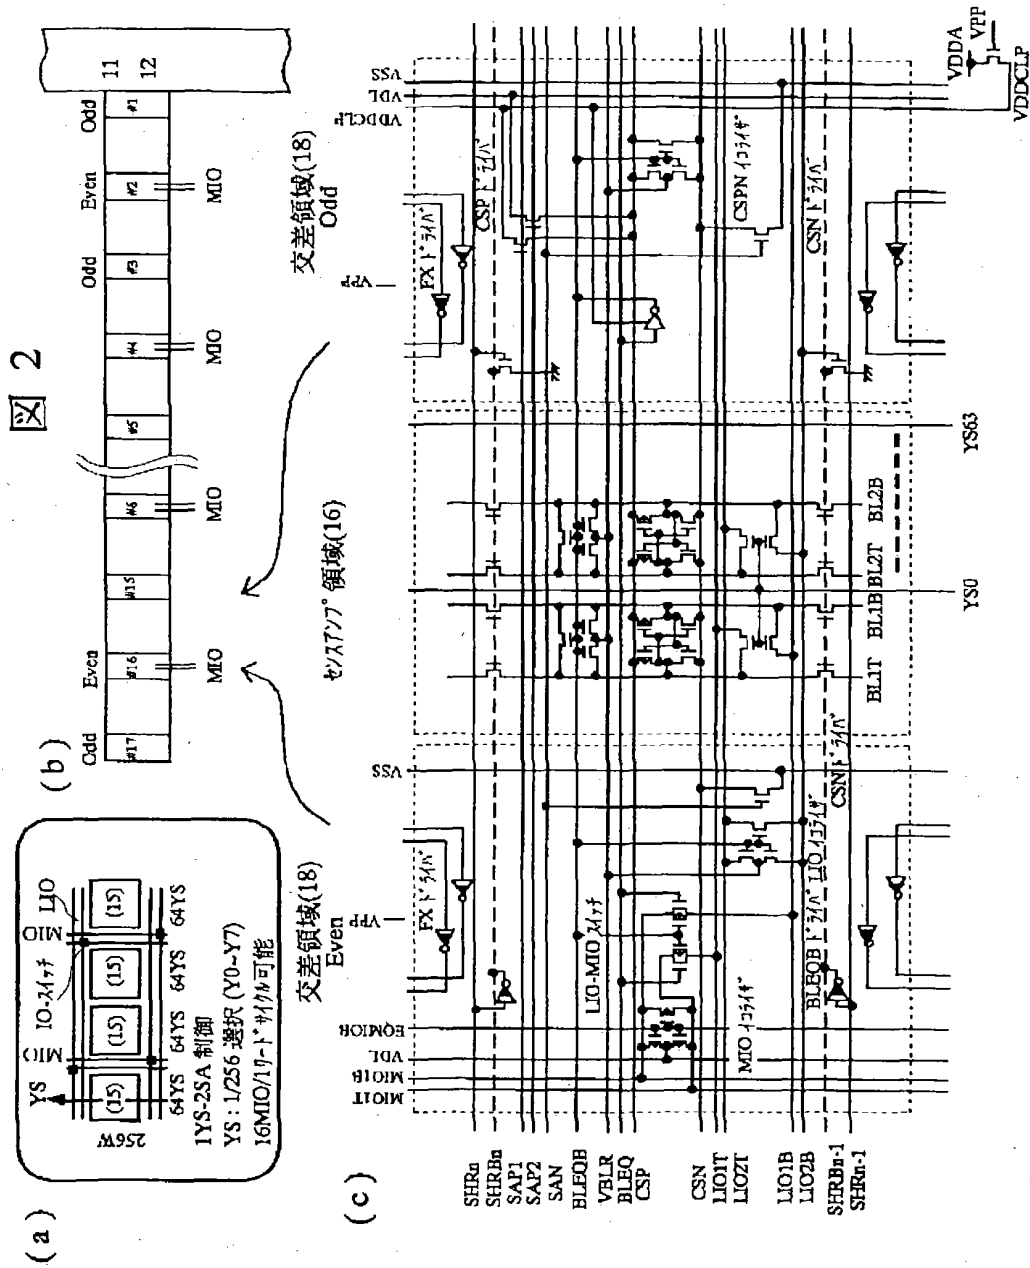 図 2
(a)
YS
MIO
IO-スイッチ
MIO
LIO
256W
(15)
(15)
(15)
(15)
64YS
64YS
64YS
64YS
1YS-2SA 制御
YS : 1/256 選択 (Y0~Y7)
16MIO/1リードサイクル可能
(b)
Odd
Even
Odd
Even
Odd
#17
#16
#15
#6
#5
#4
#3
#2
#1
11
12
MIO
MIO
MIO
MIO
交差領域(18)
Even
センスアンプ領域(16)
交差領域(18)
Odd
(c)
MIO1T
MIO1B
VDL
EQMIOB
FXドライバ
VPP
VSS
FXドライバ
VPP
CSPドライバ
VDDCLP
VDL
VSS
SHRn
SHRBn
SAP1
SAP2
SAN
BLEQB
VBLR
BLEQ
CSP
CSN
LIO1T
LIO2T
LIO1B
LIO2B
SHRBn-1
SHRn-1
LIO-MIOスイッチ
MIOイコライザ
BLEQBドライバ
LIOイコライザ
CSNドライバ
CSPNイコライザ
CSNドライバ
BL1T
BL1B
BL2T
BL2B
YS0
YS63
VDDA
VPP
VDDCLP